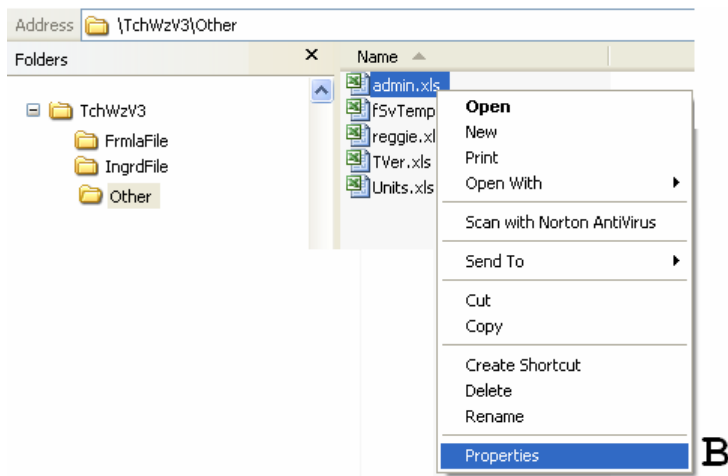 Address \TchWzV3\Other
Folders × Name
TchWzV3
FrmlaFile
IngrdFile
Other
admin.xls
fSvTemp
reggie.xl
TVer.xls
Units.xls
Open
New
Print
Open With
Scan with Norton AntiVirus
Send To
Cut
Copy
Create Shortcut
Delete
Rename
Properties
B